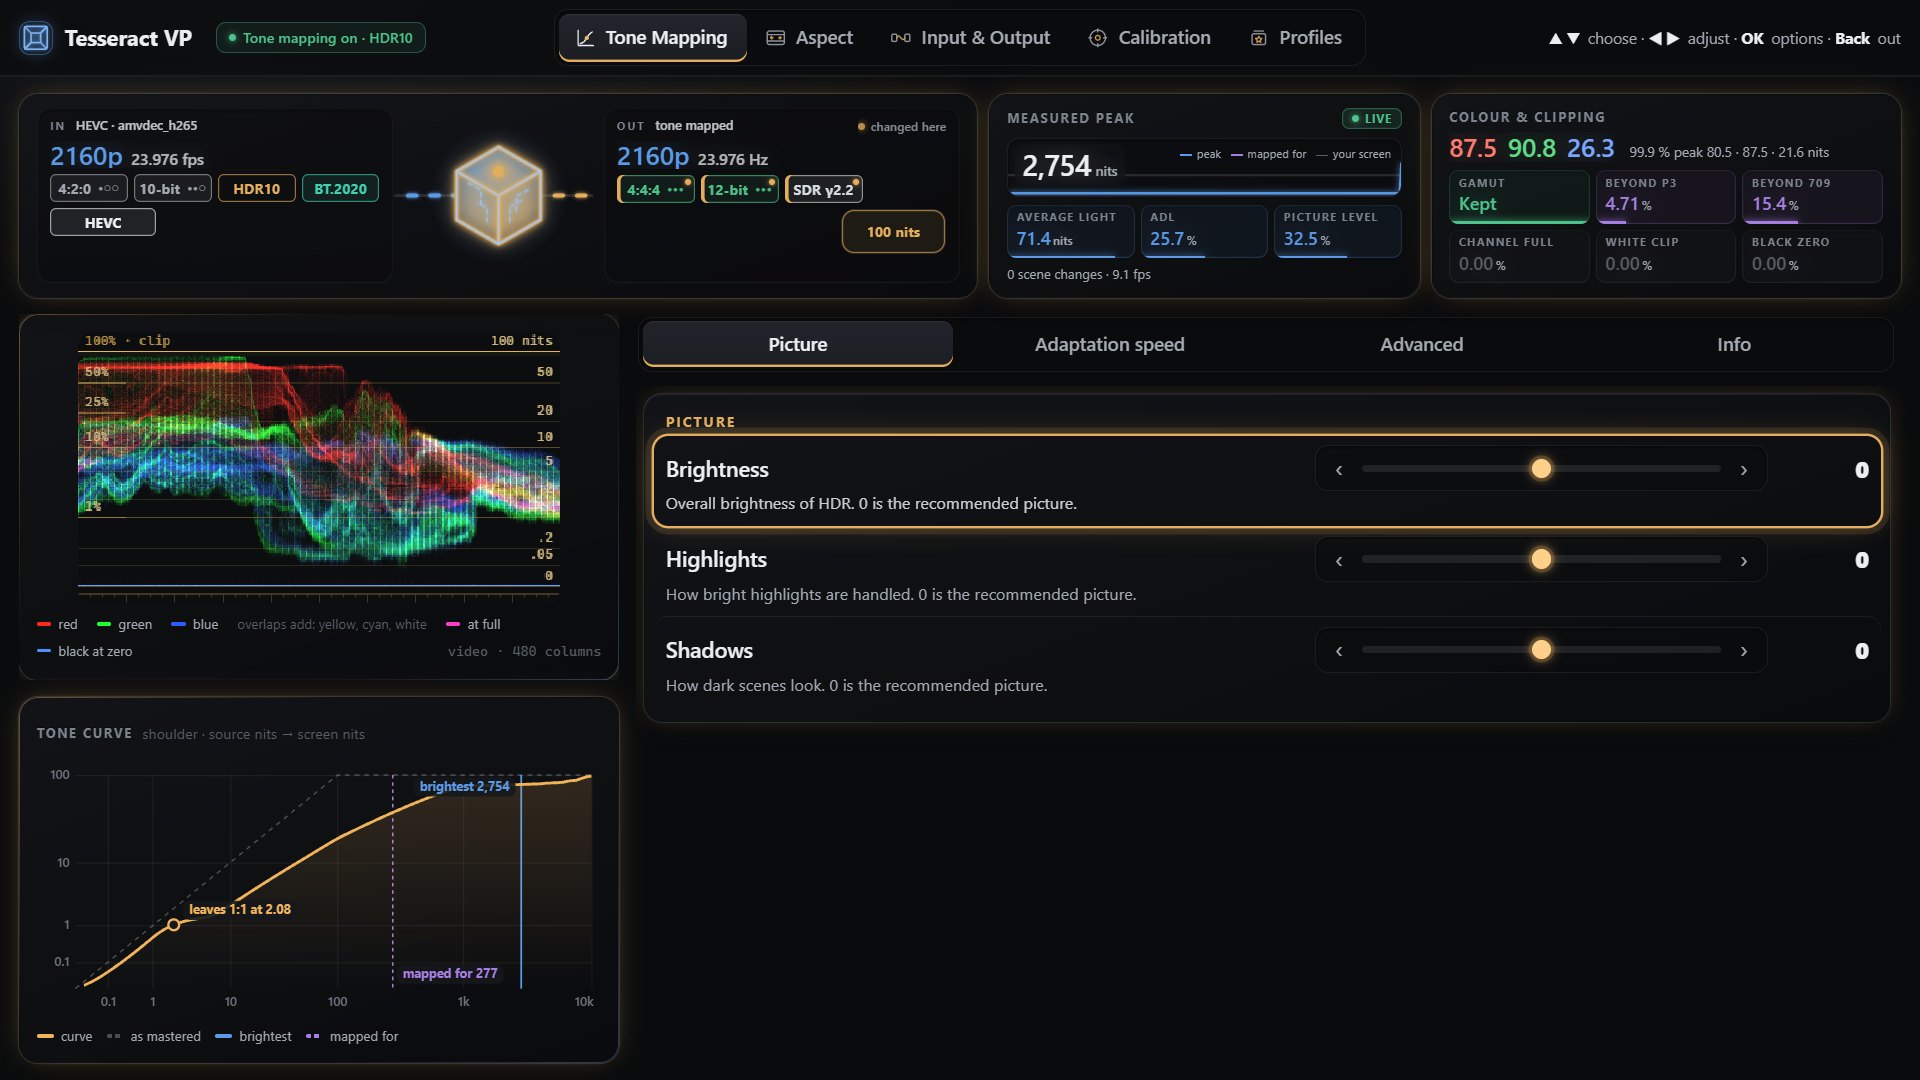 Tesseract VP
Tone mapping on · HDR10
Tone Mapping
Aspect
Input & Output
Calibration
Profiles
▲▼ choose · ◀▶ adjust · OK options · Back out
IN HEVC · amvdec_h265
2160p 23.976 fps
4:2:0 10-bit HDR10 BT.2020
HEVC
OUT tone mapped
changed here
2160p 23.976 Hz
4:4:4 12-bit SDR γ2.2
100 nits
MEASURED PEAK
LIVE
2,754 nits
peak mapped for your screen
AVERAGE LIGHT
71.4 nits
ADL
25.7 %
PICTURE LEVEL
32.5 %
0 scene changes · 9.1 fps
COLOUR & CLIPPING
87.5 90.8 26.3 99.9 % peak 80.5 · 87.5 · 21.6 nits
GAMUT
Kept
BEYOND P3
4.71 %
BEYOND 709
15.4 %
CHANNEL FULL
0.00 %
WHITE CLIP
0.00 %
BLACK ZERO
0.00 %
100% · clip 100 nits
50% 50
25% 20
10% 10
5
1%
.2
.05
0
red green blue overlaps add: yellow, cyan, white at full
black at zero video · 480 columns
Picture
Adaptation speed
Advanced
Info
PICTURE
Brightness
‹ › 0
Overall brightness of HDR. 0 is the recommended picture.
Highlights
‹ › 0
How bright highlights are handled. 0 is the recommended picture.
Shadows
‹ › 0
How dark scenes look. 0 is the recommended picture.
TONE CURVE shoulder · source nits → screen nits
100
brightest 2,754
10
leaves 1:1 at 2.08
1
0.1
mapped for 277
0.1 1 10 100 1k 10k
curve as mastered brightest mapped for